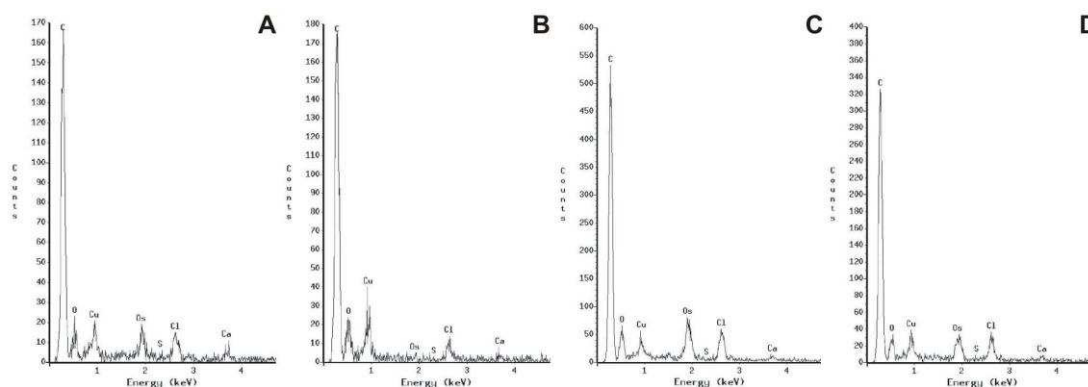 A
170
160
150
140
130
120
110
100
90
80
70
60
50
40
30
20
10
0
Counts
C
O
Cu
Os
S
Cl
Ca
1 2 3 4
Energy (keV)
B
180
170
160
150
140
130
120
110
100
90
80
70
60
50
40
30
20
10
0
Counts
C
O
Cu
Os
S
Cl
Ca
1 2 3 4
Energy (keV)
C
600
550
500
450
400
350
300
250
200
150
100
50
0
Counts
C
O
Cu
Os
S
Cl
Ca
1 2 3 4
Energy (keV)
D
400
380
360
340
320
300
280
260
240
220
200
180
160
140
120
100
80
60
40
20
0
Counts
C
O
Cu
Os
S
Cl
Ca
1 2 3 4
Energy (keV)